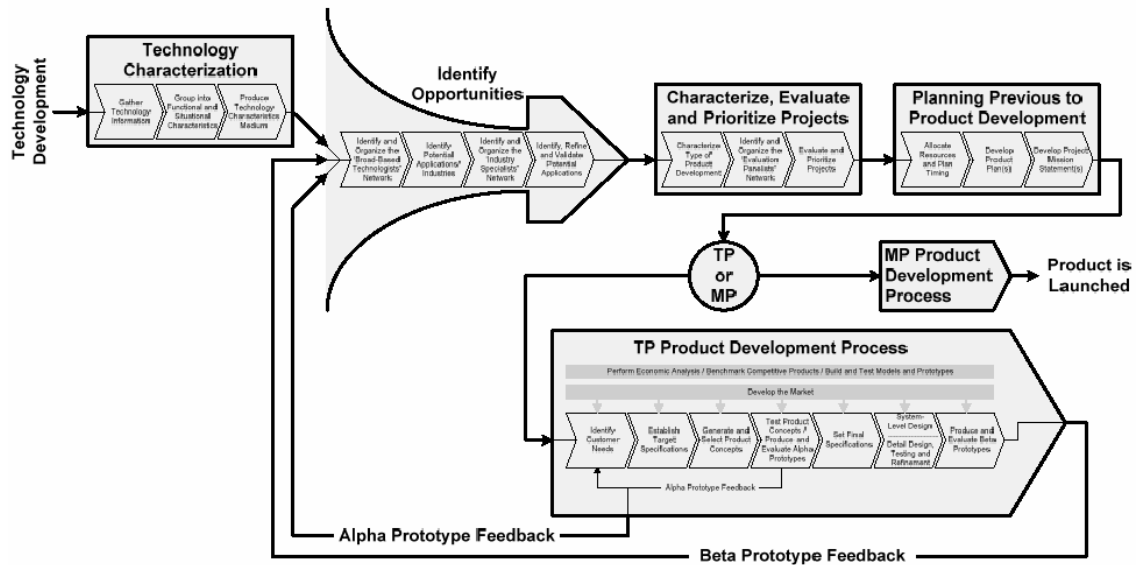 Technology
Development
Technology
Characterization
Gather
Technology
Information
Group into
Functional and
Situational
Characteristics
Produce
Technology
Characteristics
Medium
Identify
Opportunities
Identify and
Organize the
'Broad-Based
Technologists'
Network
Identify
Potential
Applications/
Industries
Identify and
Organize the
'Industry
Specialists'
Network
Identify, Refine
and Validate
Potential
Applications
Characterize, Evaluate
and Prioritize Projects
Characterize
Type of
Product
Development
Identify and
Organize the
'Evaluation
Panelists'
Network
Evaluate and
Prioritize
Projects
Planning Previous to
Product Development
Allocate
Resources
and Plan
Timing
Develop
Product
Plan(s)
Develop Project
Mission
Statement(s)
TP
or
MP
MP Product
Development
Process
Product is
Launched
TP Product Development Process
Perform Economic Analysis / Benchmark Competitive Products / Build and Test Models and Prototypes
Develop the Market
Identify
Customer
Needs
Establish
Target
Specifications
Generate and
Select Product
Concepts
Test Product
Concepts /
Produce and
Evaluate Alpha
Prototypes
Set Final
Specifications
System-
Level Design
Detail Design,
Testing and
Refinement
Produce and
Evaluate Beta
Prototypes
Alpha Prototype Feedback
Alpha Prototype Feedback
Beta Prototype Feedback